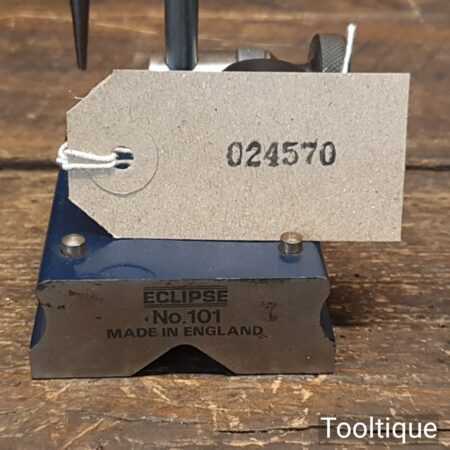 024570
ECLIPSE
No.101
MADE IN ENGLAND
Tooltique